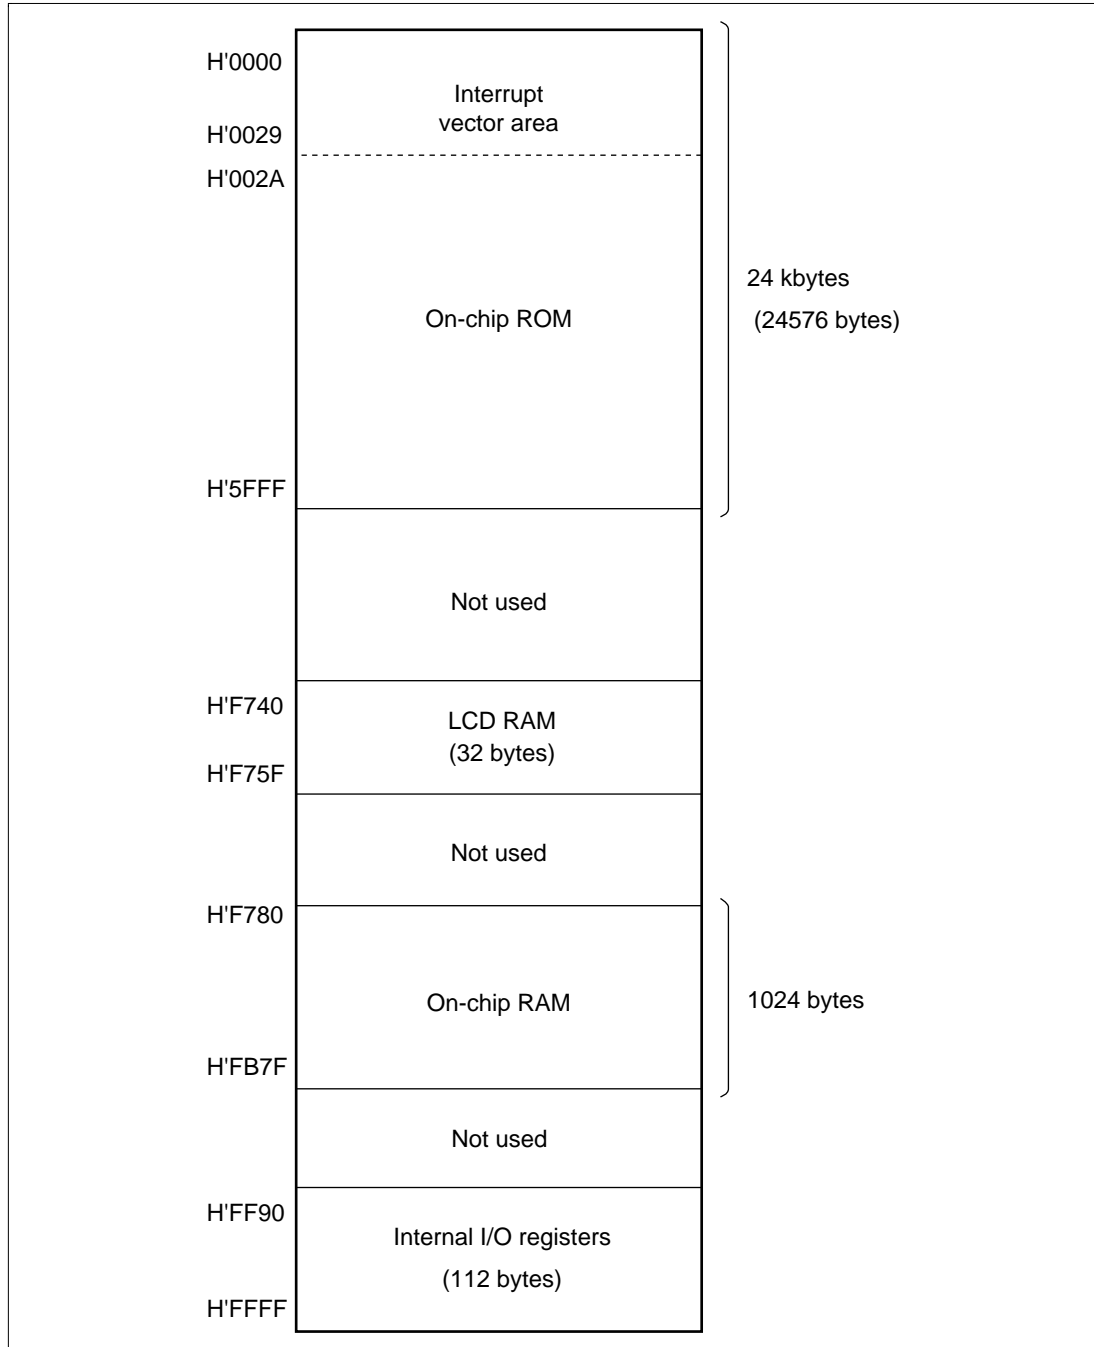 H'0000
Interrupt
vector area
H'0029
H'002A
24 kbytes
On-chip ROM
(24576 bytes)
H'5FFF
Not used
H'F740
LCD RAM
(32 bytes)
H'F75F
Not used
H'F780
On-chip RAM
1024 bytes
H'FB7F
Not used
H'FF90
Internal I/O registers
(112 bytes)
H'FFFF